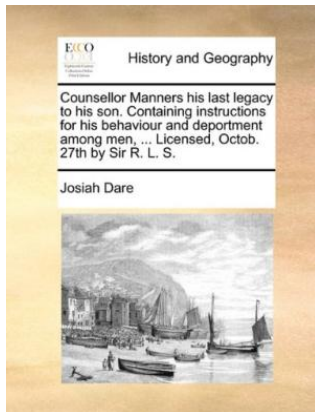 ECCO
History and Geography
Counsellor Manners his last legacy
to his son. Containing instructions
for his behaviour and deportment
among men, ... Licensed, Octob.
27th by Sir R. L. S.
Josiah Dare